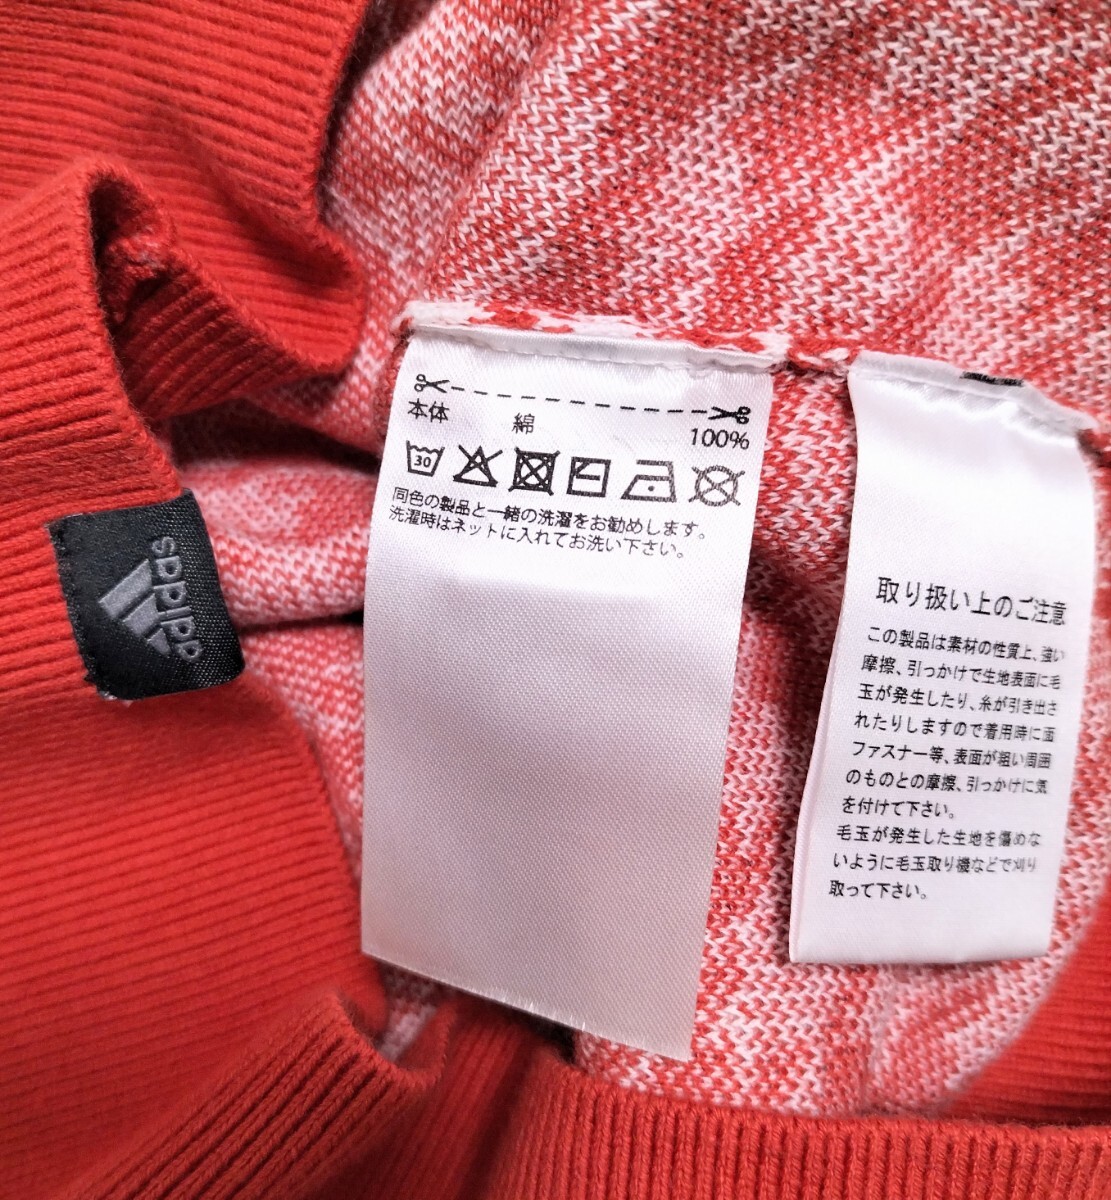 本体 綿 100%
30
同色の製品と一緒の洗濯をお勧めします。
洗濯時はネットに入れてお洗い下さい。
adidas
取り扱い上のご注意
この製品は素材の性質上、強い
摩擦、引っかけで生地表面に毛
玉が発生したり、糸が引き出さ
れたりしますので着用時に面
ファスナー等、表面が粗い周囲
のものとの摩擦、引っかけに気
を付けて下さい。
毛玉が発生した生地を傷めな
いように毛玉取り機などで刈り
取って下さい。